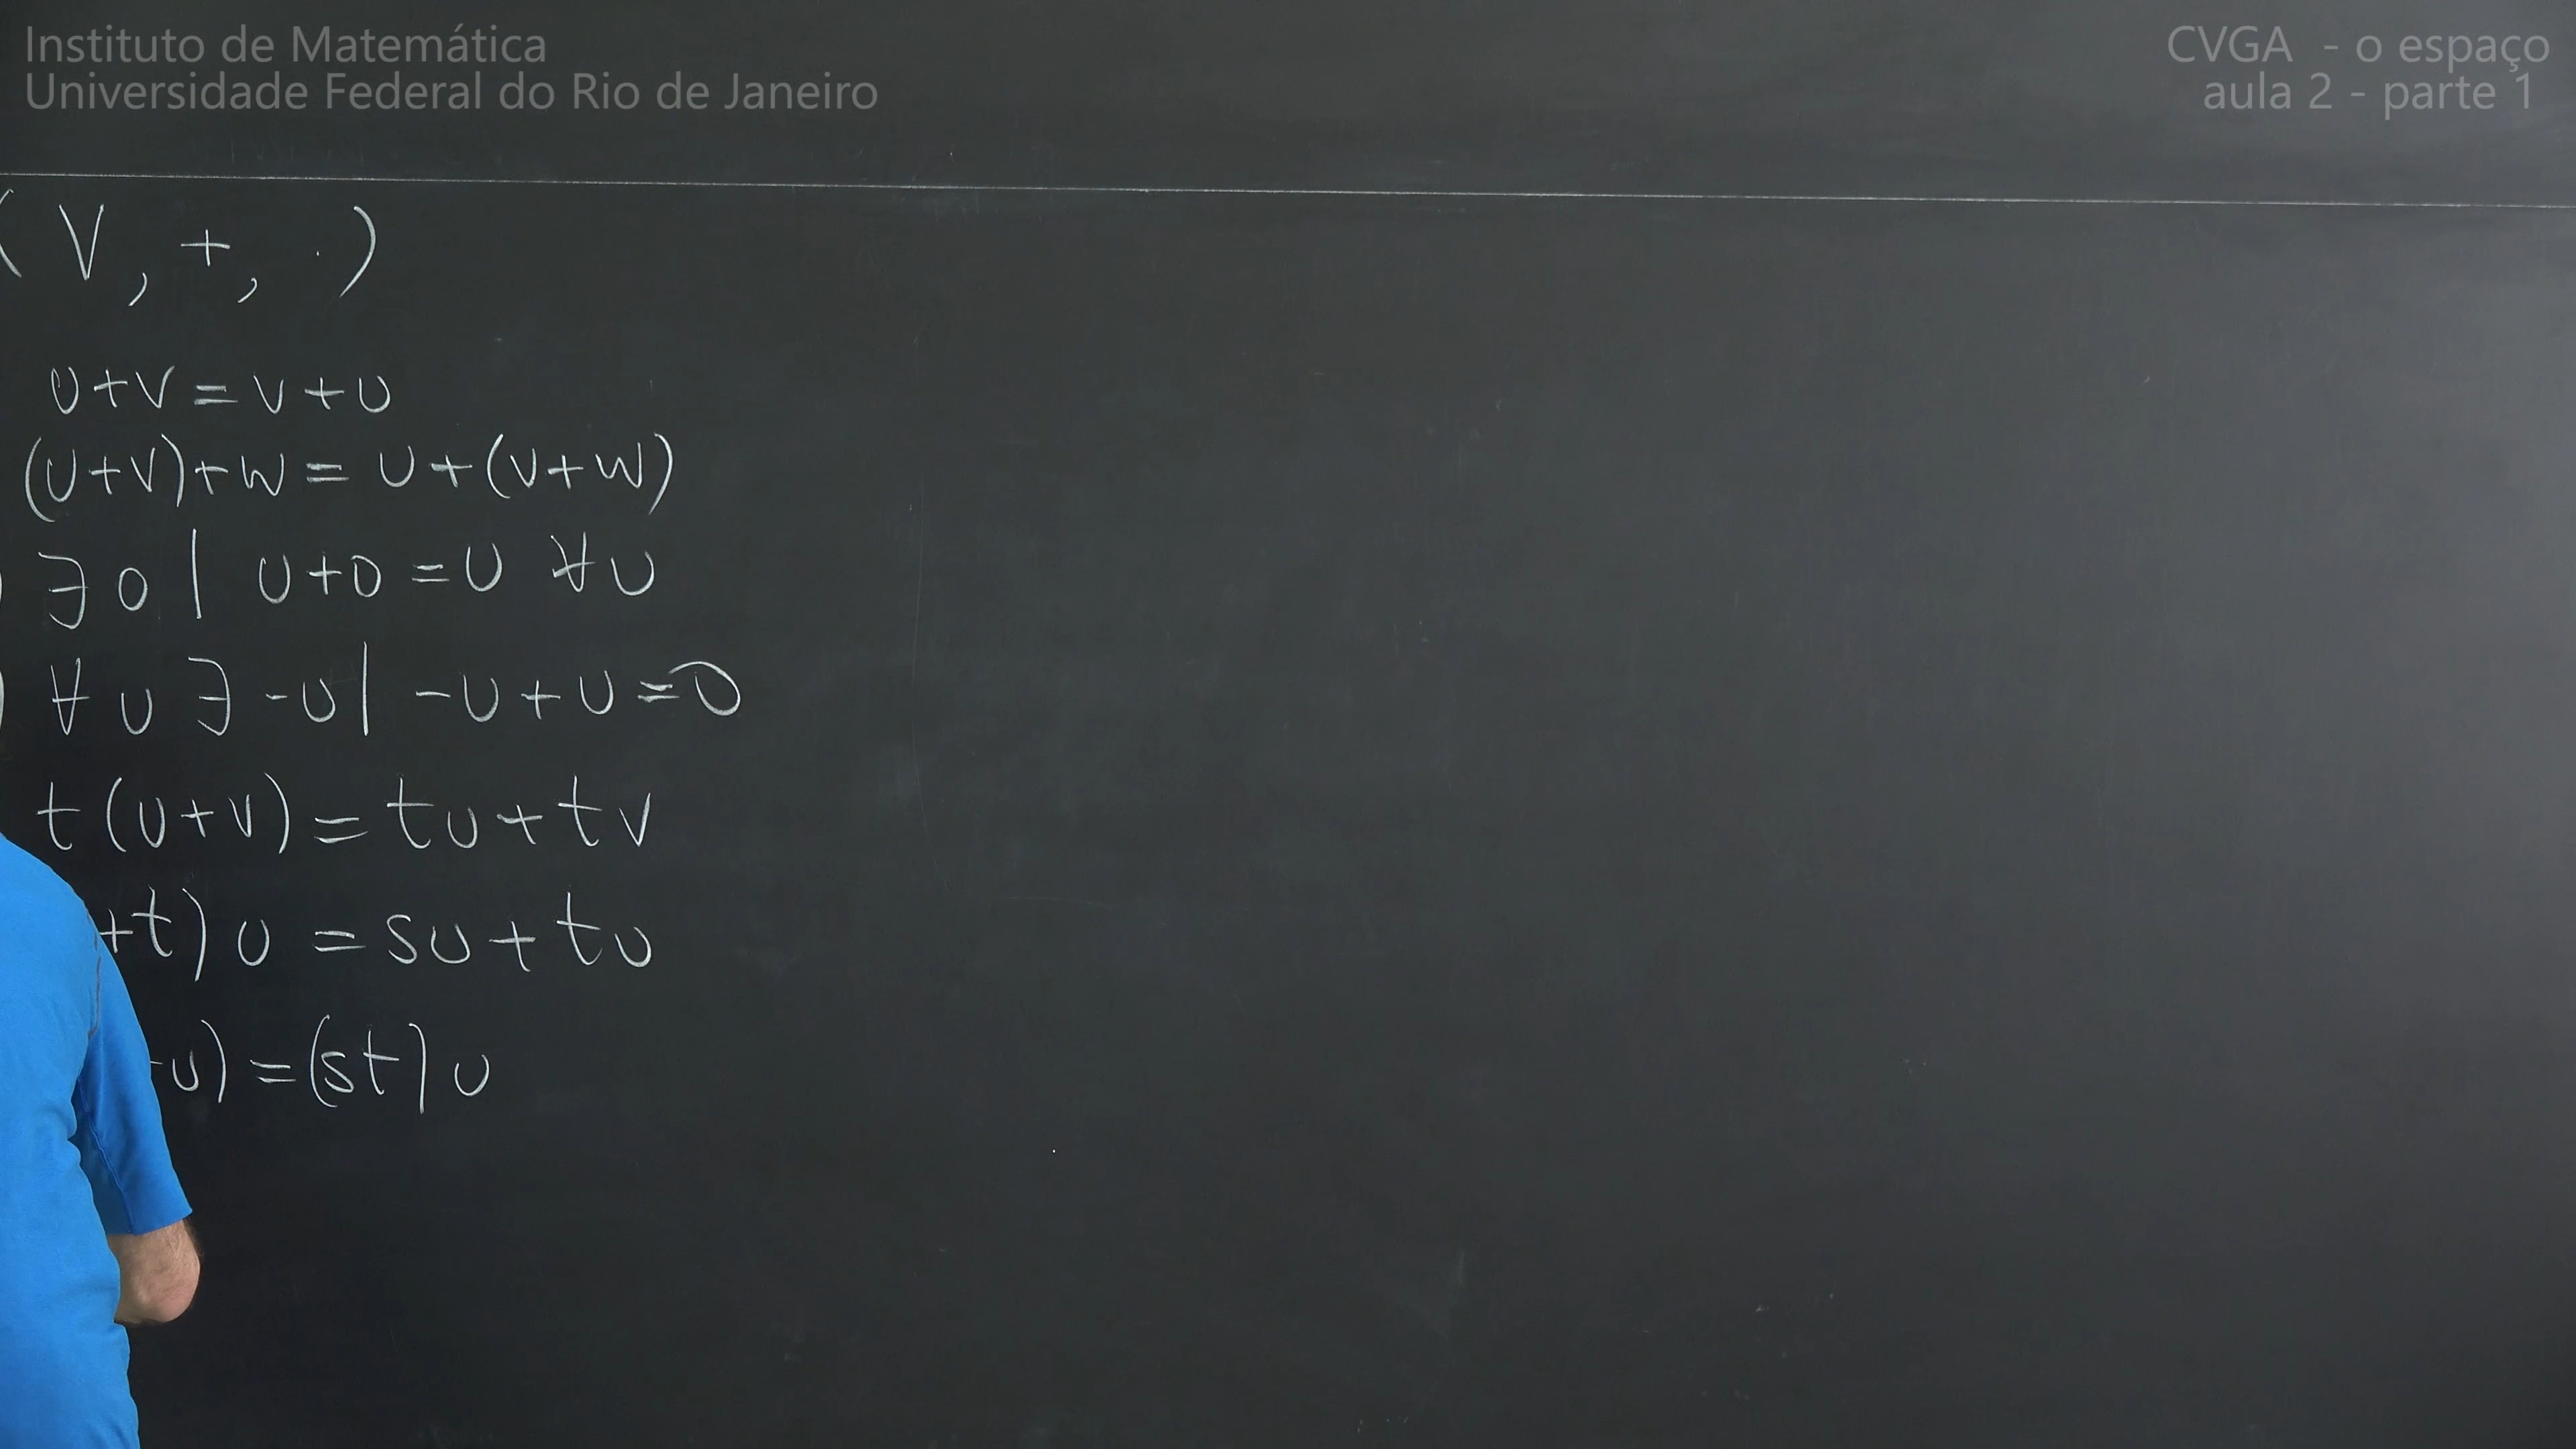 Instituto de Matemática
Universidade Federal do Rio de Janeiro
CVGA - o espaço
aula 2 - parte 1
(V, +, ·)
u+v=v+u
(u+v)+w=u+(v+w)
) ∃ 0 | u+0=u ∀u
) ∀ u ∃ -u | -u+u=0
t(u+v)=tu+tv
+t)u=su+tu
u)=(st)u